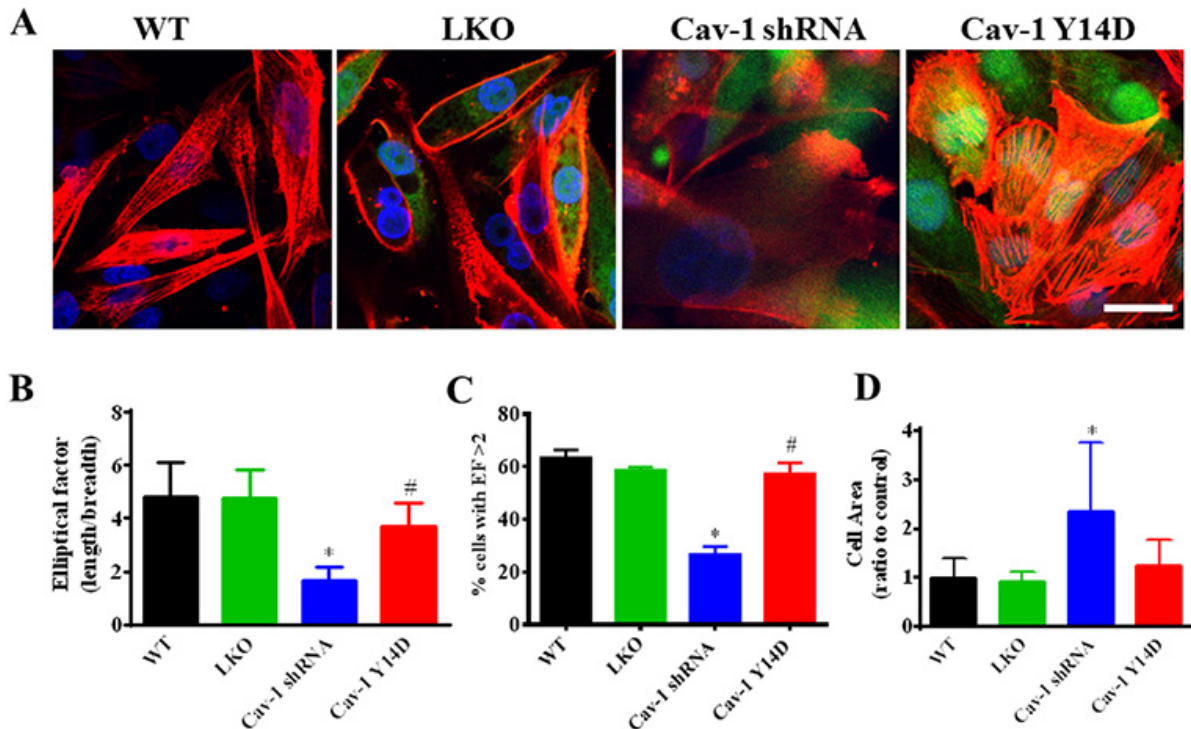 A
WT
LKO
Cav-1 shRNA
Cav-1 Y14D
B
Elliptical factor
(length/breadth)
8
6
4
2
0
*
#
WT
LKO
Cav-1 shRNA
Cav-1 Y14D
C
% cells with EF>2
80
60
40
20
0
*
#
WT
LKO
Cav-1 shRNA
Cav-1 Y14D
D
Cell Area
(ratio to control)
4
3
2
1
0
*
WT
LKO
Cav-1 shRNA
Cav-1 Y14D